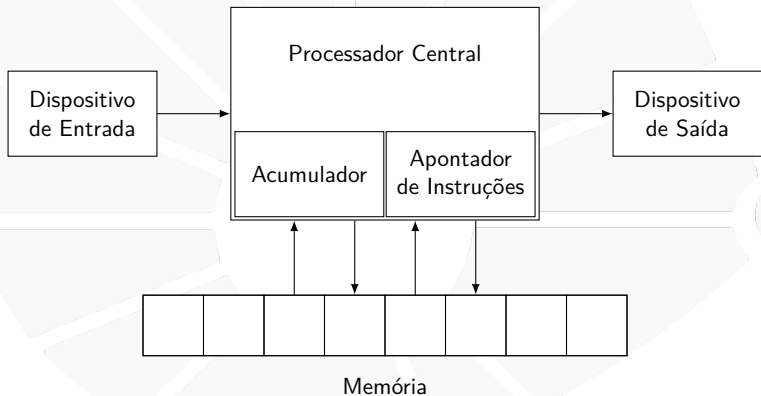 Processador Central
Dispositivo
de Entrada
Dispositivo
de Saída
Acumulador
Apontador
de Instruções
Memória